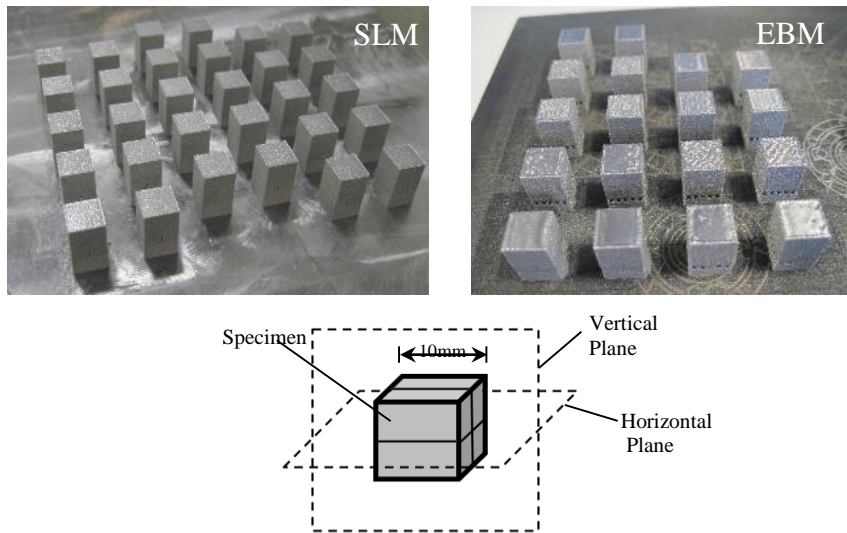 SLM
EBM
Specimen
10mm
Vertical
Plane
Horizontal
Plane